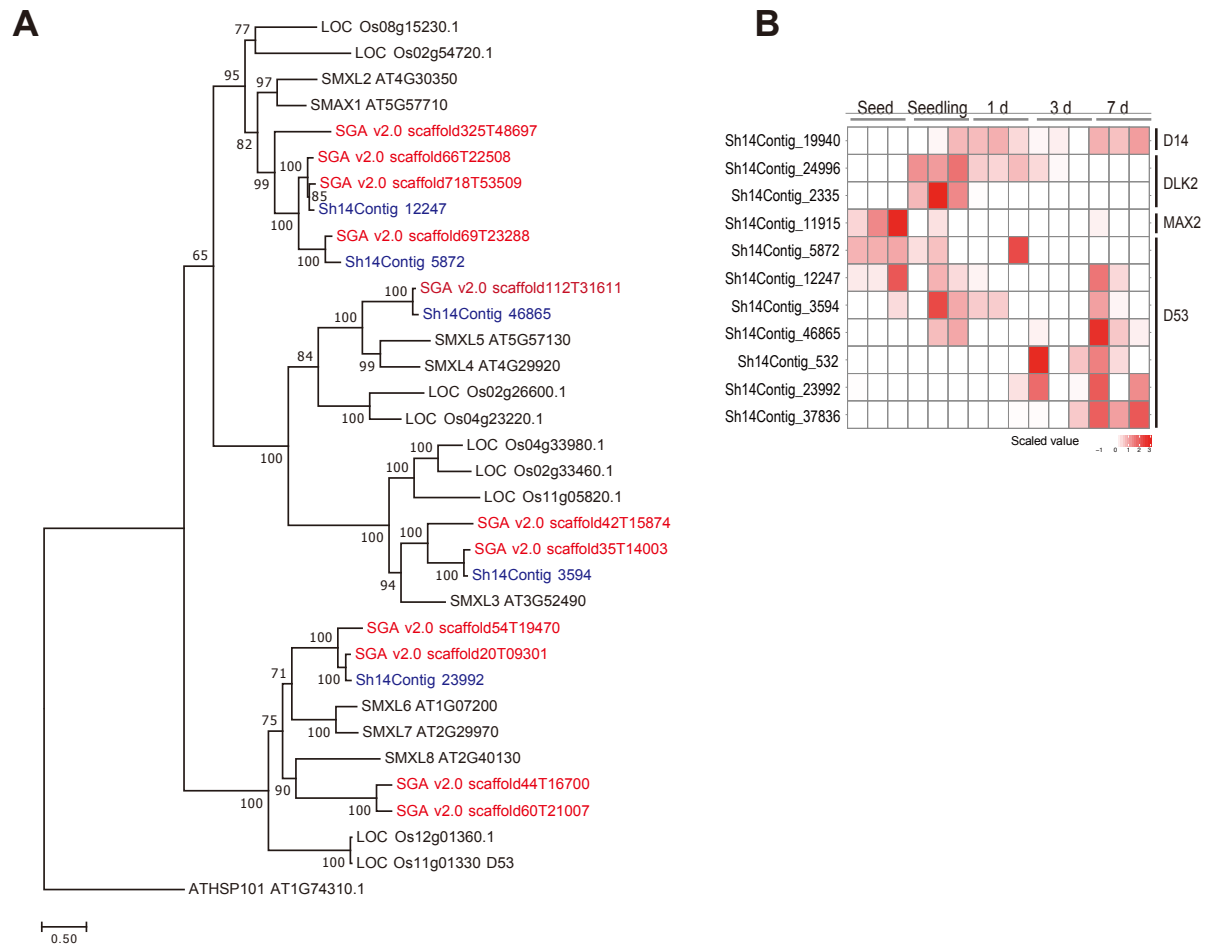 A
B
77
LOC Os08g15230.1
LOC Os02g54720.1
95
97
SMXL2 AT4G30350
SMAX1 AT5G57710
82
SGA v2.0 scaffold325T48697
99
100
SGA v2.0 scaffold66T22508
SGA v2.0 scaffold718T53509
85
Sh14Contig 12247
100
SGA v2.0 scaffold69T23288
100
Sh14Contig 5872
65
100
SGA v2.0 scaffold112T31611
Sh14Contig 46865
100
SMXL5 AT5G57130
99
SMXL4 AT4G29920
84
LOC Os02g26600.1
100
LOC Os04g23220.1
100
100
LOC Os04g33980.1
100
LOC Os02g33460.1
LOC Os11g05820.1
100
100
SGA v2.0 scaffold42T15874
SGA v2.0 scaffold35T14003
100
Sh14Contig 3594
94
SMXL3 AT3G52490
100
SGA v2.0 scaffold54T19470
SGA v2.0 scaffold20T09301
100
Sh14Contig 23992
71
SMXL6 AT1G07200
100
SMXL7 AT2G29970
75
SMXL8 AT2G40130
90
SGA v2.0 scaffold44T16700
100
SGA v2.0 scaffold60T21007
100
LOC Os12g01360.1
100
LOC Os11g01330 D53
ATHSP101 AT1G74310.1
0.50
Seed Seedling 1 d 3 d 7 d
Sh14Contig_19940
Sh14Contig_24996
Sh14Contig_2335
Sh14Contig_11915
Sh14Contig_5872
Sh14Contig_12247
Sh14Contig_3594
Sh14Contig_46865
Sh14Contig_532
Sh14Contig_23992
Sh14Contig_37836
D14
DLK2
MAX2
D53
Scaled value
−1 0 1 2 3